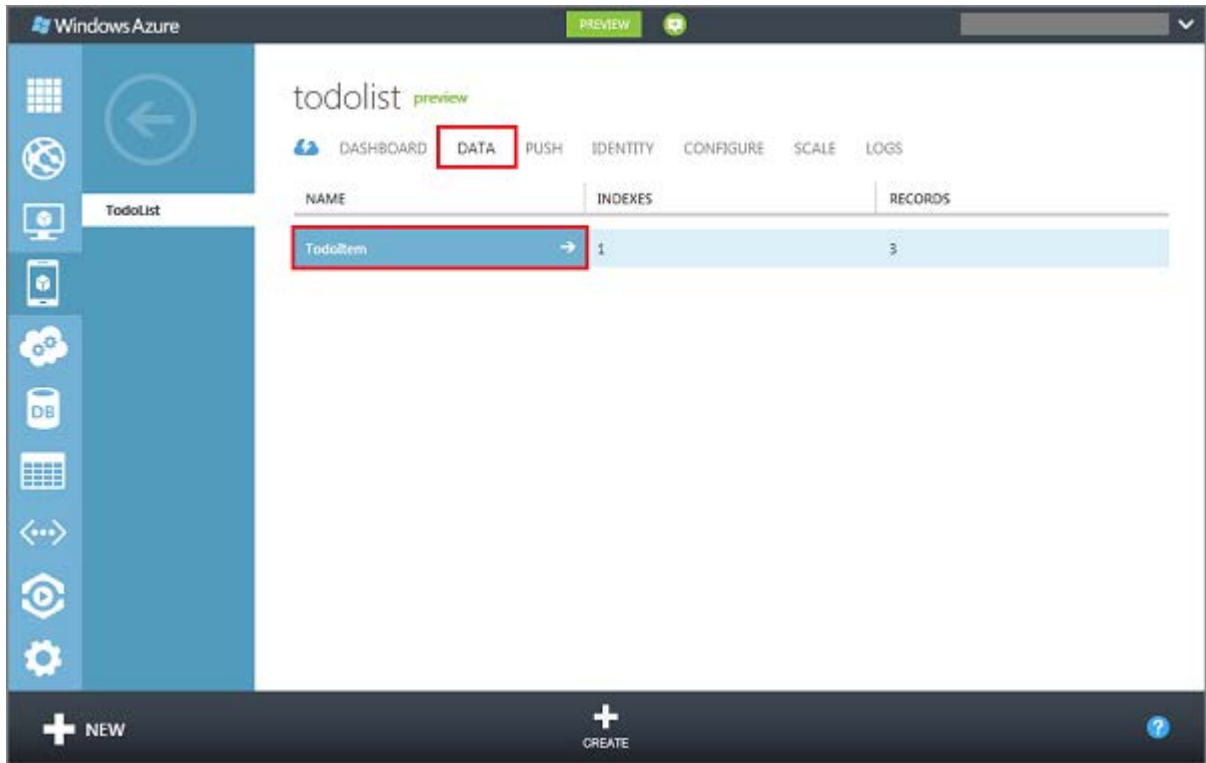 Windows Azure
PREVIEW
todolist preview
DASHBOARD DATA PUSH IDENTITY CONFIGURE SCALE LOGS
TodoList
NAME INDEXES RECORDS
TodoItem 1 3
DB
NEW
CREATE
?